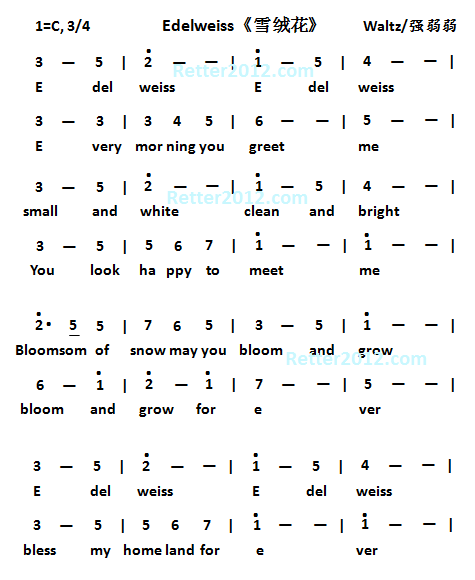 1=C, 3/4 Edelweiss《雪绒花》 Waltz/强弱弱
3 — 5 | 2̇ — — ¦ 1̇ — 5 | 4 — — |
Retter2012.com
E del weiss E del weiss
3 — 3 | 3 4 5 | 6 — — | 5 — — |
E very mor ning you greet me
3 — 5 | 2̇ — — | 1̇ — 5 | 4 — — |
Retter2012.com
small and white clean and bright
3 — 5 | 5 6 7 | 1̇ — — | 1̇ — — |
You look ha ppy to meet me
2̇• 5̲ 5 | 7 6 5 | 3 — 5 | 1̇ — — |
Bloomsom of snow may you bloom and grow
Retter2012.com
6 — 1̇ | 2̇ — 1̇ | 7 — — | 5 — — |
bloom and grow for e ver
3 — 5 | 2̇ — — | 1̇ — 5 | 4 — — |
E del weiss E del weiss
3 — 5 | 5 6 7 | 1̇ — — | 1̇ — — |
bless my home land for e ver